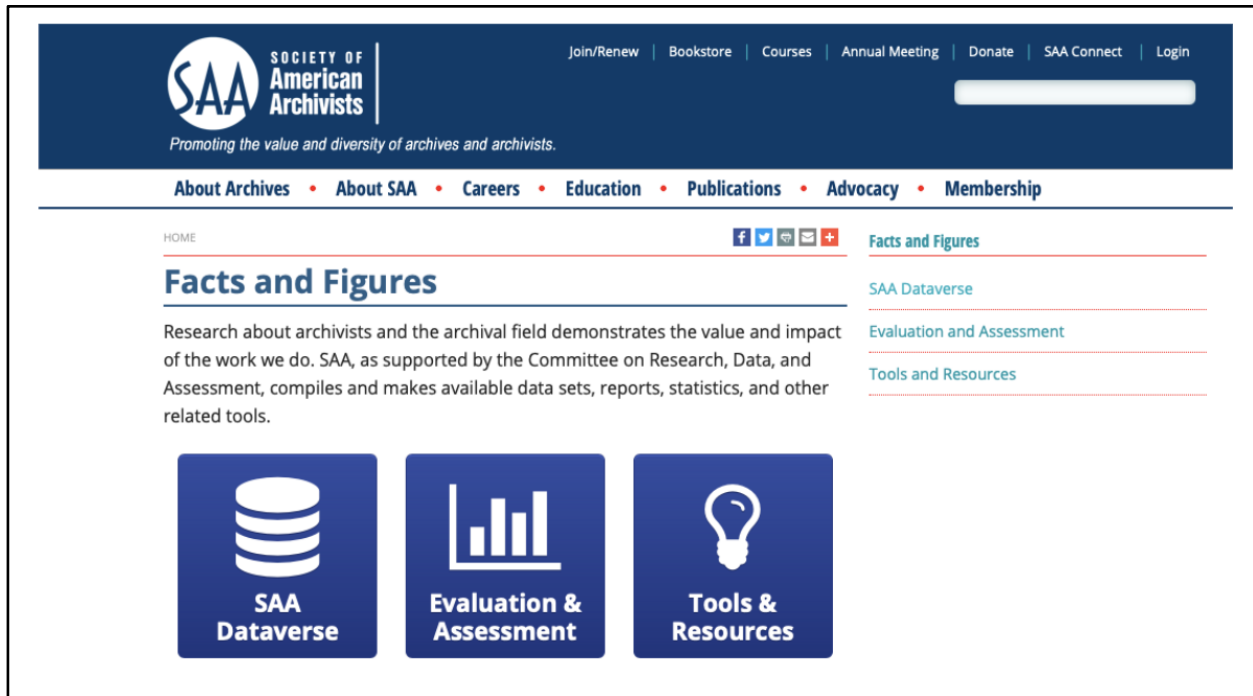 SAA
SOCIETY OF
American
Archivists
Promoting the value and diversity of archives and archivists.
Join/Renew | Bookstore | Courses | Annual Meeting | Donate | SAA Connect | Login
About Archives • About SAA • Careers • Education • Publications • Advocacy • Membership
HOME
Facts and Figures
Research about archivists and the archival field demonstrates the value and impact
of the work we do. SAA, as supported by the Committee on Research, Data, and
Assessment, compiles and makes available data sets, reports, statistics, and other
related tools.
SAA
Dataverse
Evaluation &
Assessment
Tools &
Resources
Facts and Figures
SAA Dataverse
Evaluation and Assessment
Tools and Resources